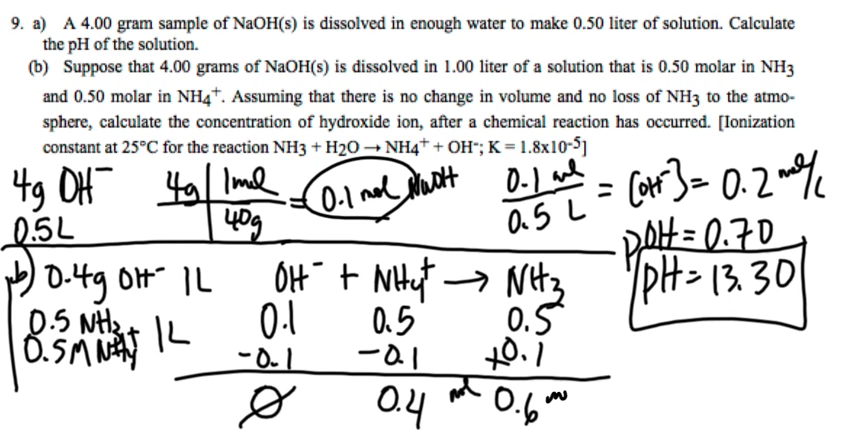 9. a) A 4.00 gram sample of NaOH(s) is dissolved in enough water to make 0.50 liter of solution. Calculate
the pH of the solution.
(b) Suppose that 4.00 grams of NaOH(s) is dissolved in 1.00 liter of a solution that is 0.50 molar in NH3
and 0.50 molar in NH4+. Assuming that there is no change in volume and no loss of NH3 to the atmo-
sphere, calculate the concentration of hydroxide ion, after a chemical reaction has occurred. [Ionization
constant at 25°C for the reaction NH3 + H2O → NH4+ + OH-; K = 1.8x10-5]
4g OH⁻ 4g | 1mol = 0.1 mol NaOH 0.1 mol = [OH⁻] = 0.2 mol/L
0.5L 40g 0.5 L
pOH = 0.70
b) 0.4g OH⁻ 1L OH⁻ + NH4+ → NH3 pH = 13.30
0.5 NH3 1L 0.1 0.5 0.5
0.5M NH4+ -0.1 -0.1 +0.1
∅ 0.4 mol 0.6 m